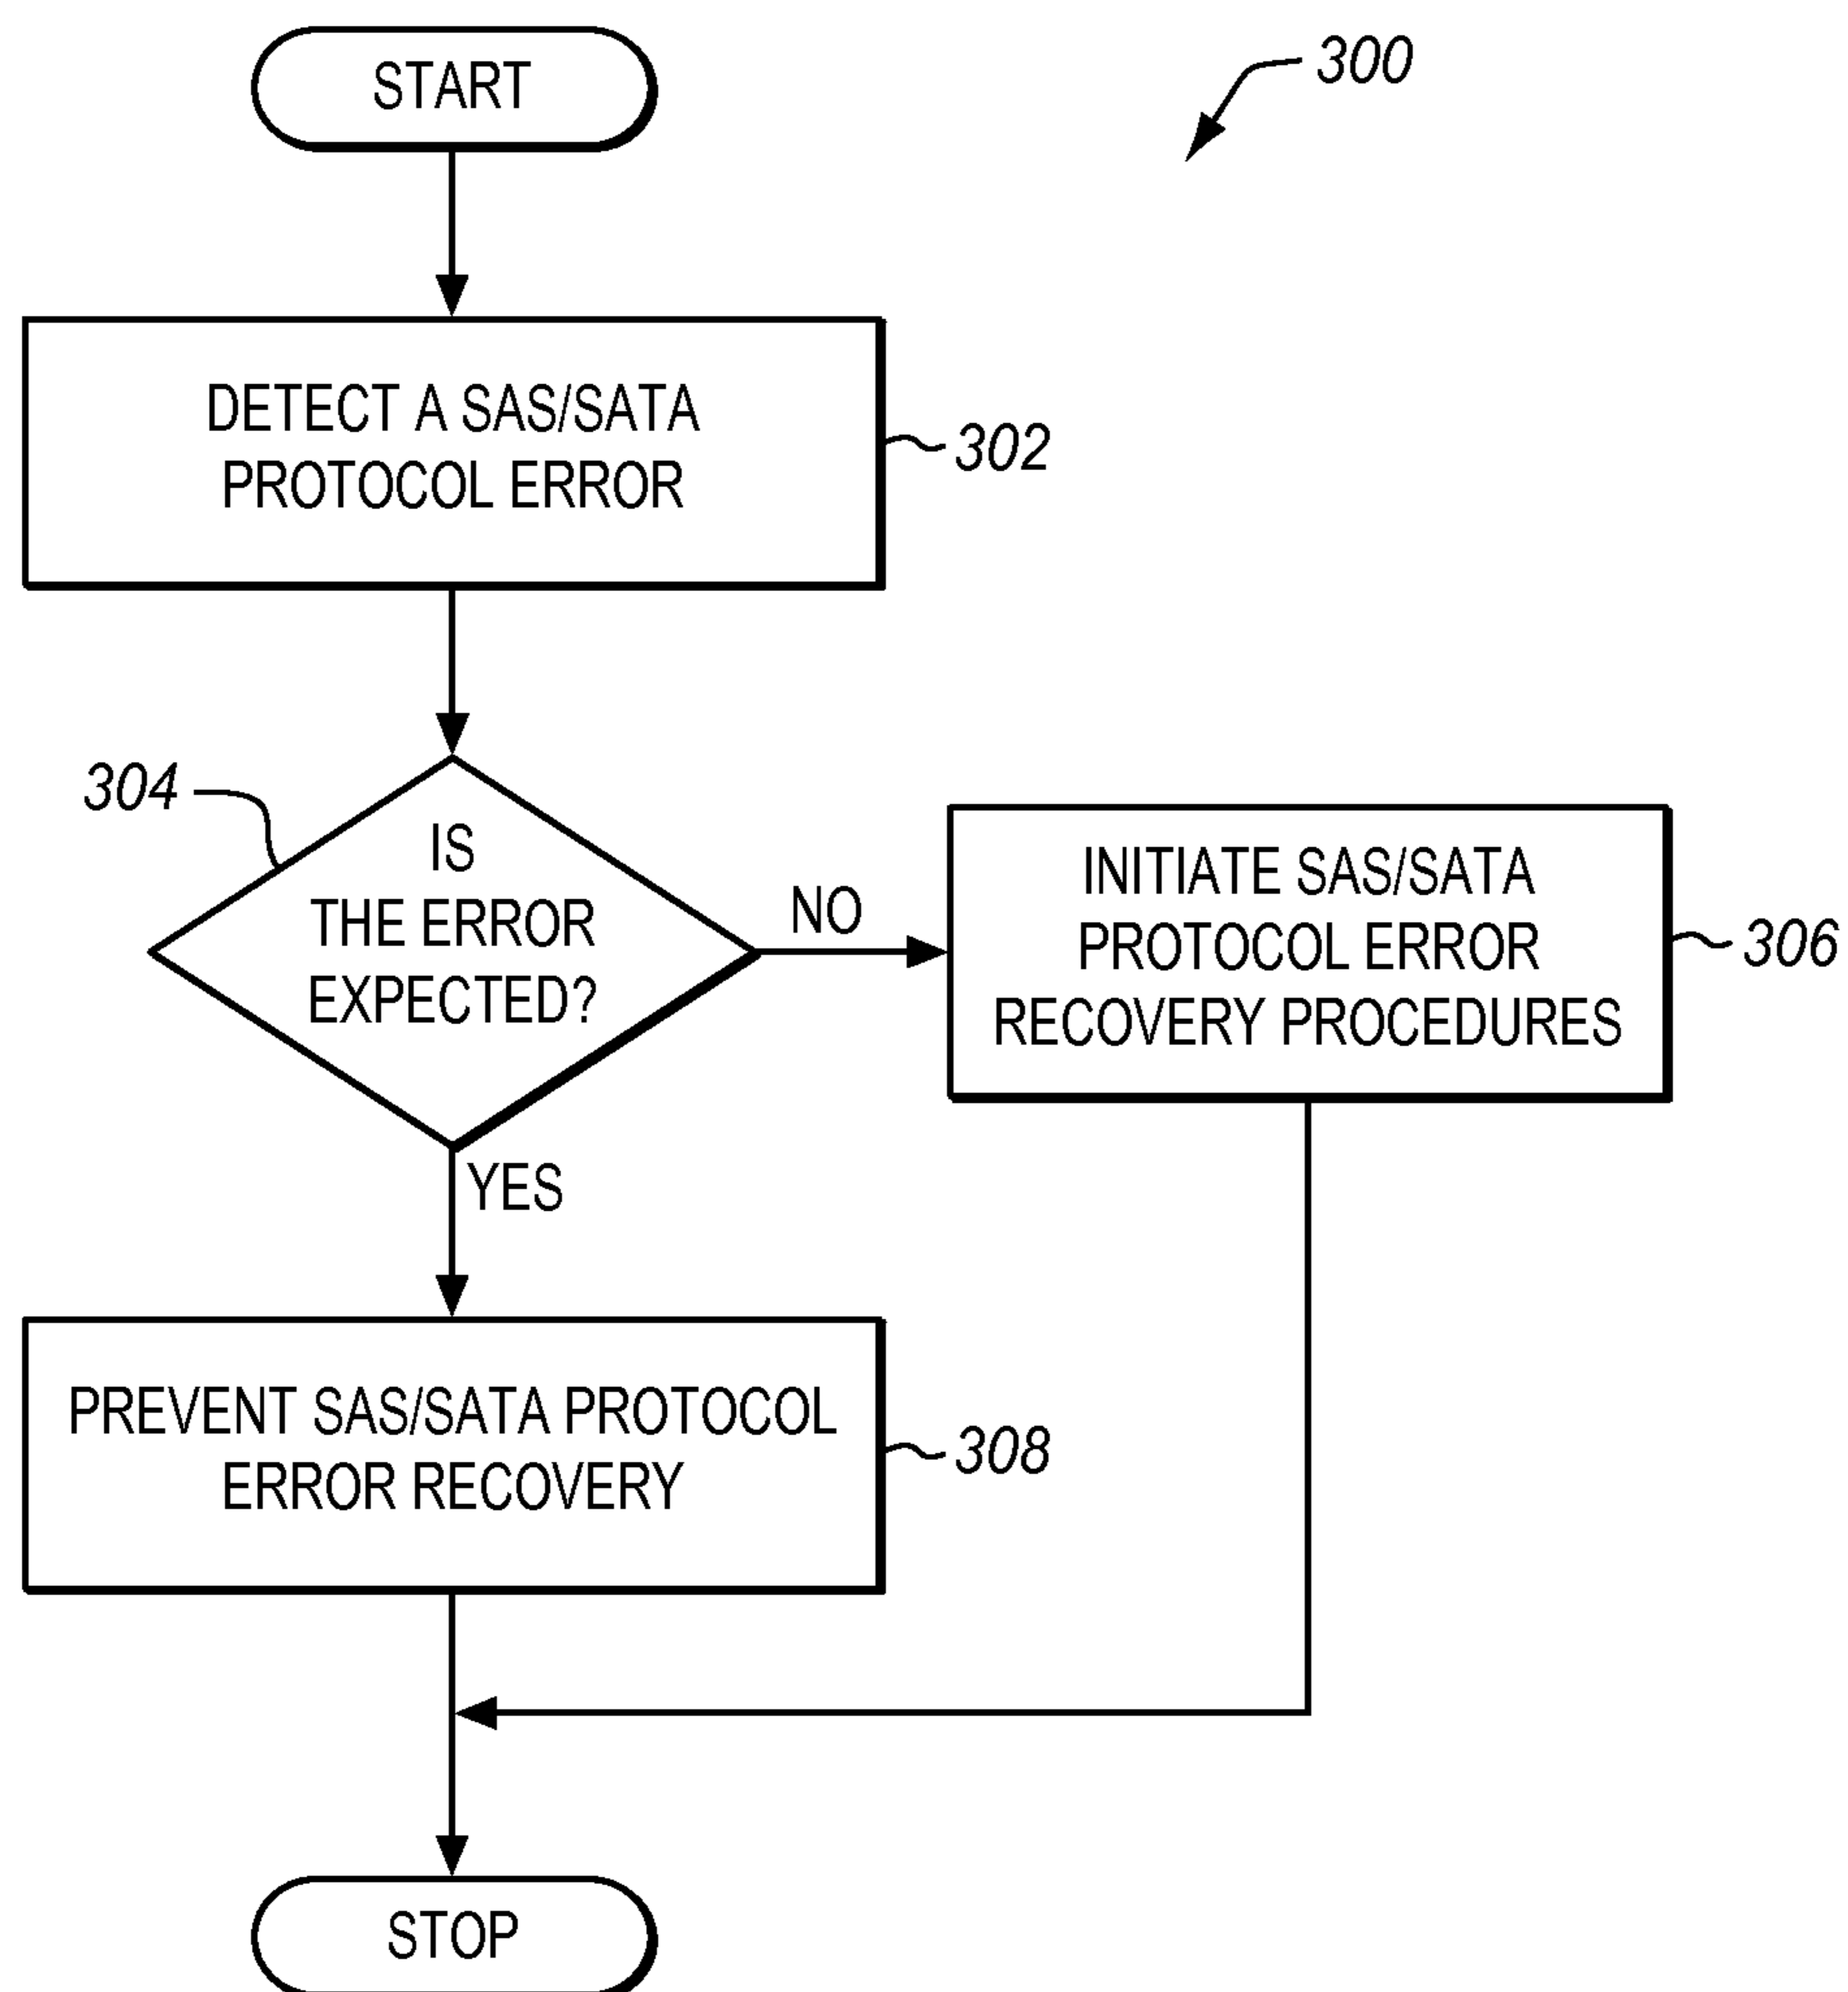 START
300
DETECT A SAS/SATA
PROTOCOL ERROR
302
304
IS
THE ERROR
EXPECTED?
NO
INITIATE SAS/SATA
PROTOCOL ERROR
RECOVERY PROCEDURES
306
YES
PREVENT SAS/SATA PROTOCOL
ERROR RECOVERY
308
STOP